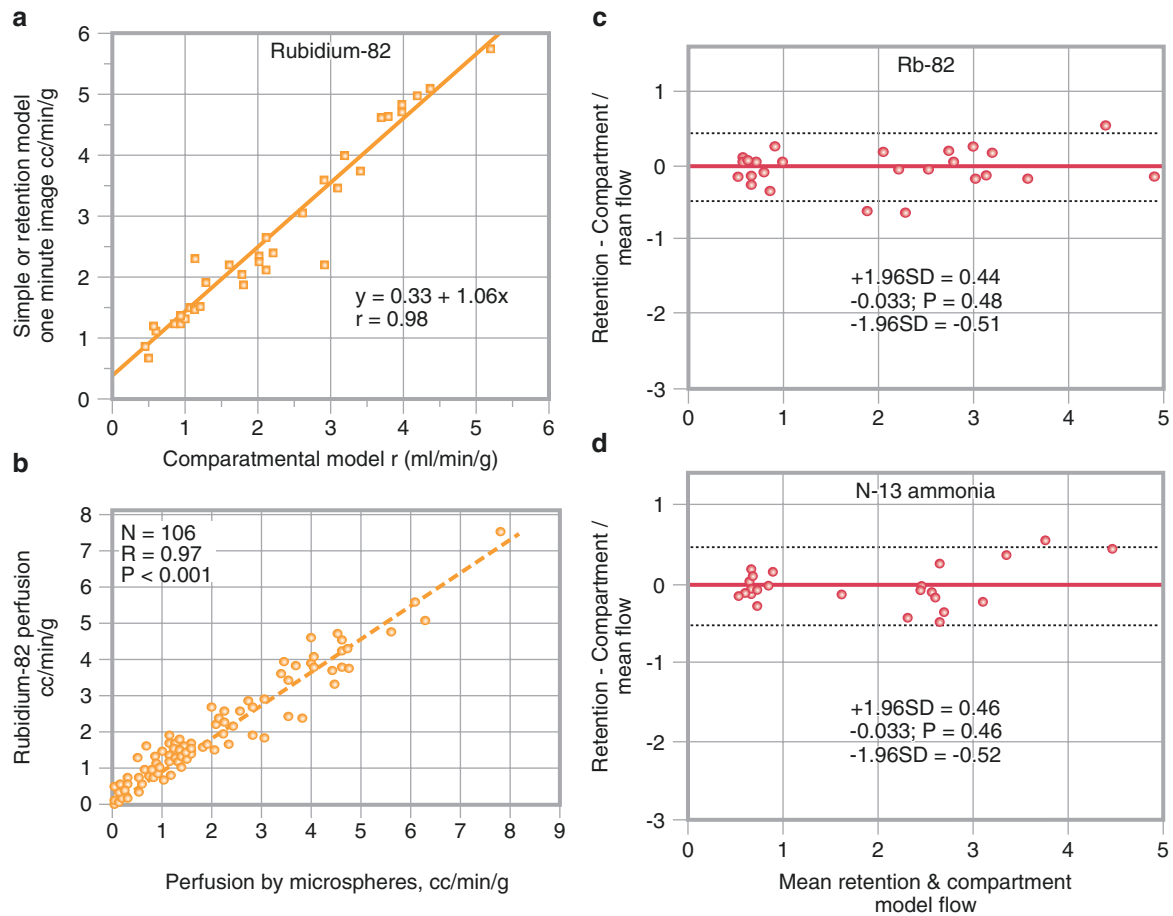 a
Rubidium-82
Simple or retention model
one minute image cc/min/g
6
5
4
3
2
1
0
y = 0.33 + 1.06x
r = 0.98
0 1 2 3 4 5 6
Comparatmental model r (ml/min/g)
b
N = 106
R = 0.97
P < 0.001
Rubidium-82 perfusion
cc/min/g
8
7
6
5
4
3
2
1
0
0 1 2 3 4 5 6 7 8 9
Perfusion by microspheres, cc/min/g
c
Rb-82
Retention - Compartment /
mean flow
1
0
-1
-2
-3
+1.96SD = 0.44
-0.033; P = 0.48
-1.96SD = -0.51
0 1 2 3 4 5
d
N-13 ammonia
Retention - Compartment /
mean flow
1
0
-1
-2
-3
+1.96SD = 0.46
-0.033; P = 0.46
-1.96SD = -0.52
0 1 2 3 4 5
Mean retention & compartment
model flow